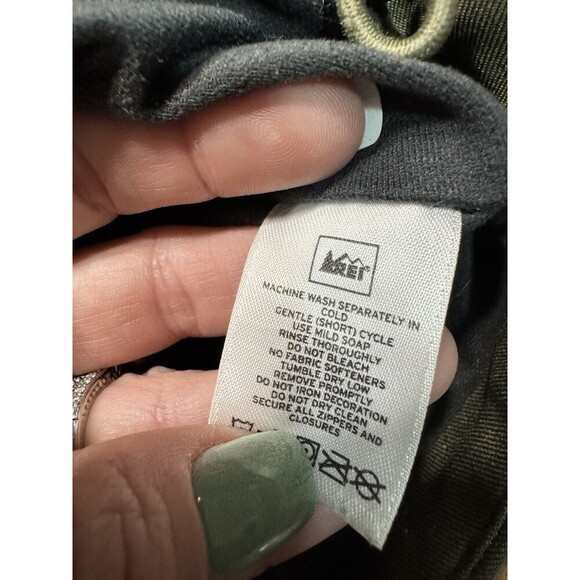 REI
MACHINE WASH SEPARATELY IN
COLD
GENTLE (SHORT) CYCLE
USE MILD SOAP
RINSE THOROUGHLY
DO NOT BLEACH
NO FABRIC SOFTENERS
TUMBLE DRY LOW
REMOVE PROMPTLY
DO NOT IRON DECORATION
DO NOT DRY CLEAN
SECURE ALL ZIPPERS AND
CLOSURES